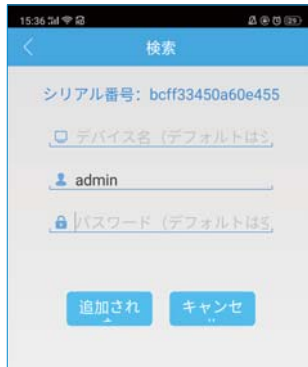 15:36
検索
シリアル番号: bcff33450a60e455
デバイス名 (デフォルトはシ
admin
パスワード (デフォルトは
追加され
キャンセ